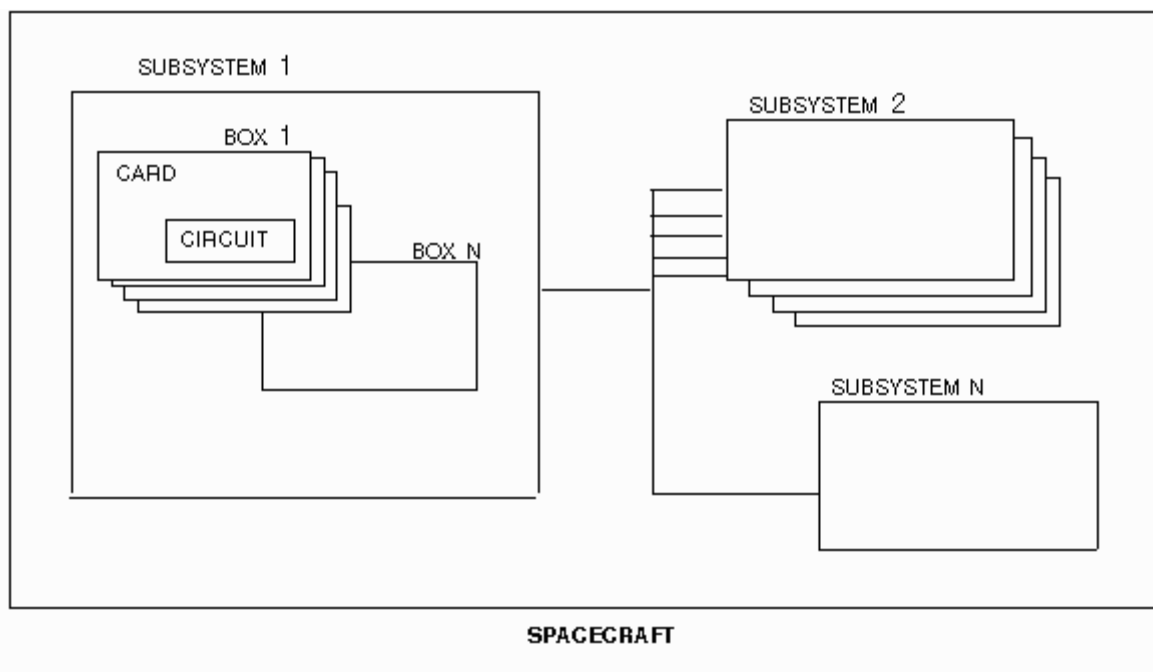 SUBSYSTEM 1
SUBSYSTEM 2
BOX 1
CARD
CIRCUIT
BOX N
SUBSYSTEM N
SPACECRAFT